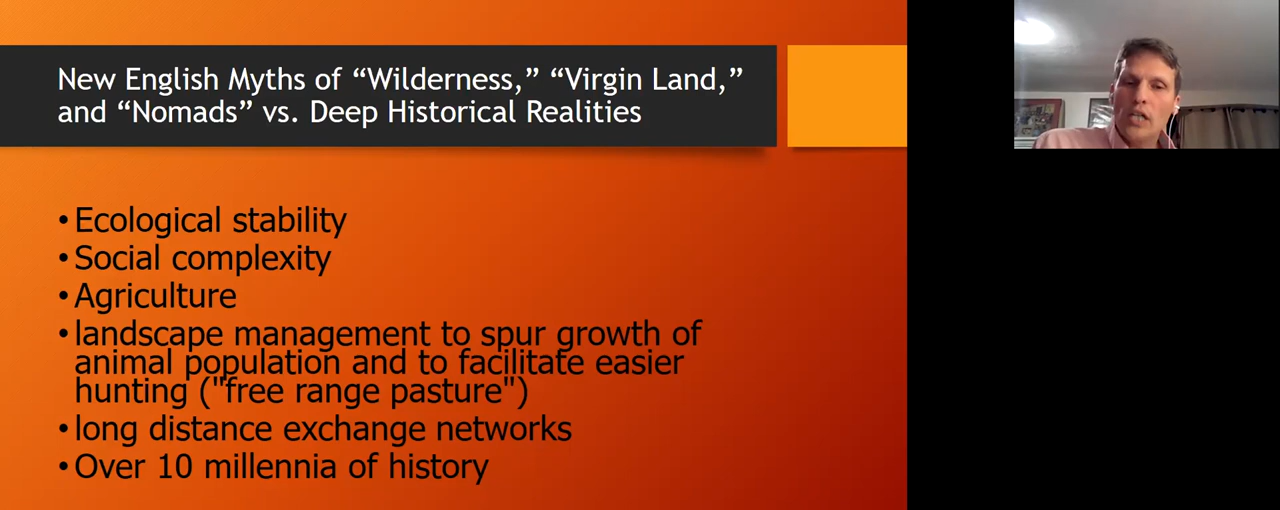 New English Myths of “Wilderness,” “Virgin Land,”
and “Nomads” vs. Deep Historical Realities
•Ecological stability
•Social complexity
•Agriculture
•landscape management to spur growth of
animal population and to facilitate easier
hunting ("free range pasture")
•long distance exchange networks
•Over 10 millennia of history